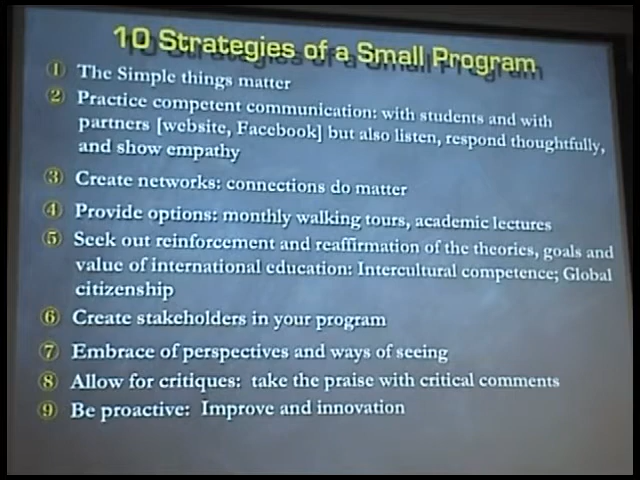 10 Strategies of a Small Program
① The Simple things matter
② Practice competent communication: with students and with
partners [website, Facebook] but also listen, respond thoughtfully,
and show empathy
③ Create networks: connections do matter
④ Provide options: monthly walking tours, academic lectures
⑤ Seek out reinforcement and reaffirmation of the theories, goals and
value of international education: Intercultural competence; Global
citizenship
⑥ Create stakeholders in your program
⑦ Embrace of perspectives and ways of seeing
⑧ Allow for critiques: take the praise with critical comments
⑨ Be proactive: Improve and innovation